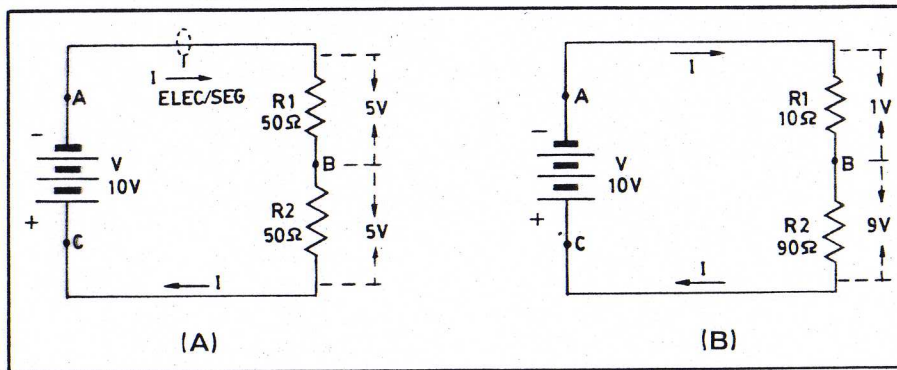 I
ELEC/SEG
A
-
V
10V
+
C
R1
50Ω
B
R2
50Ω
5V
5V
I
(A)
I
A
-
V
10V
+
C
R1
10Ω
B
R2
90Ω
1V
9V
I
(B)